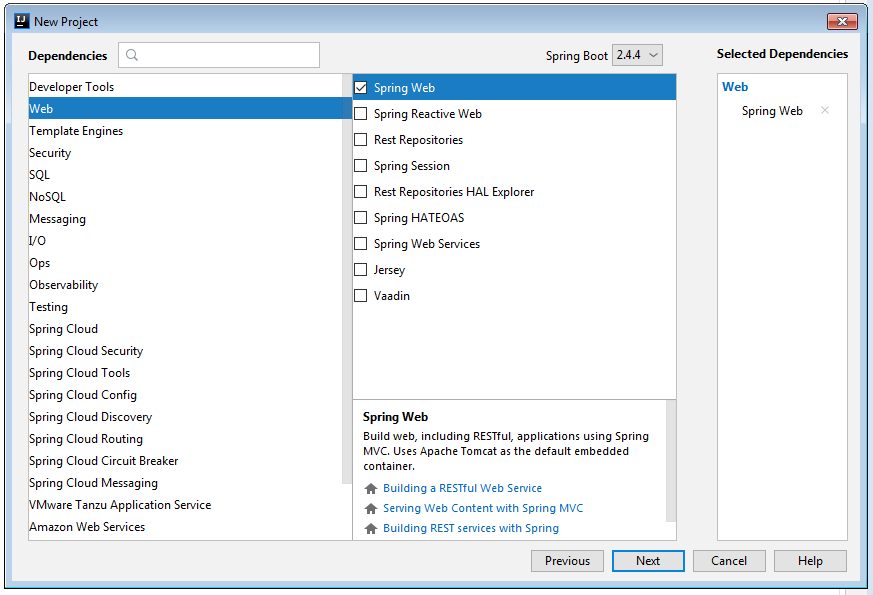 New Project
Dependencies
Spring Boot 2.4.4
Selected Dependencies
Developer Tools
Web
Template Engines
Security
SQL
NoSQL
Messaging
I/O
Ops
Observability
Testing
Spring Cloud
Spring Cloud Security
Spring Cloud Tools
Spring Cloud Config
Spring Cloud Discovery
Spring Cloud Routing
Spring Cloud Circuit Breaker
Spring Cloud Messaging
VMware Tanzu Application Service
Amazon Web Services
Spring Web
Spring Reactive Web
Rest Repositories
Spring Session
Rest Repositories HAL Explorer
Spring HATEOAS
Spring Web Services
Jersey
Vaadin
Spring Web
Build web, including RESTful, applications using Spring
MVC. Uses Apache Tomcat as the default embedded
container.
Building a RESTful Web Service
Serving Web Content with Spring MVC
Building REST services with Spring
Web
Spring Web
Previous
Next
Cancel
Help